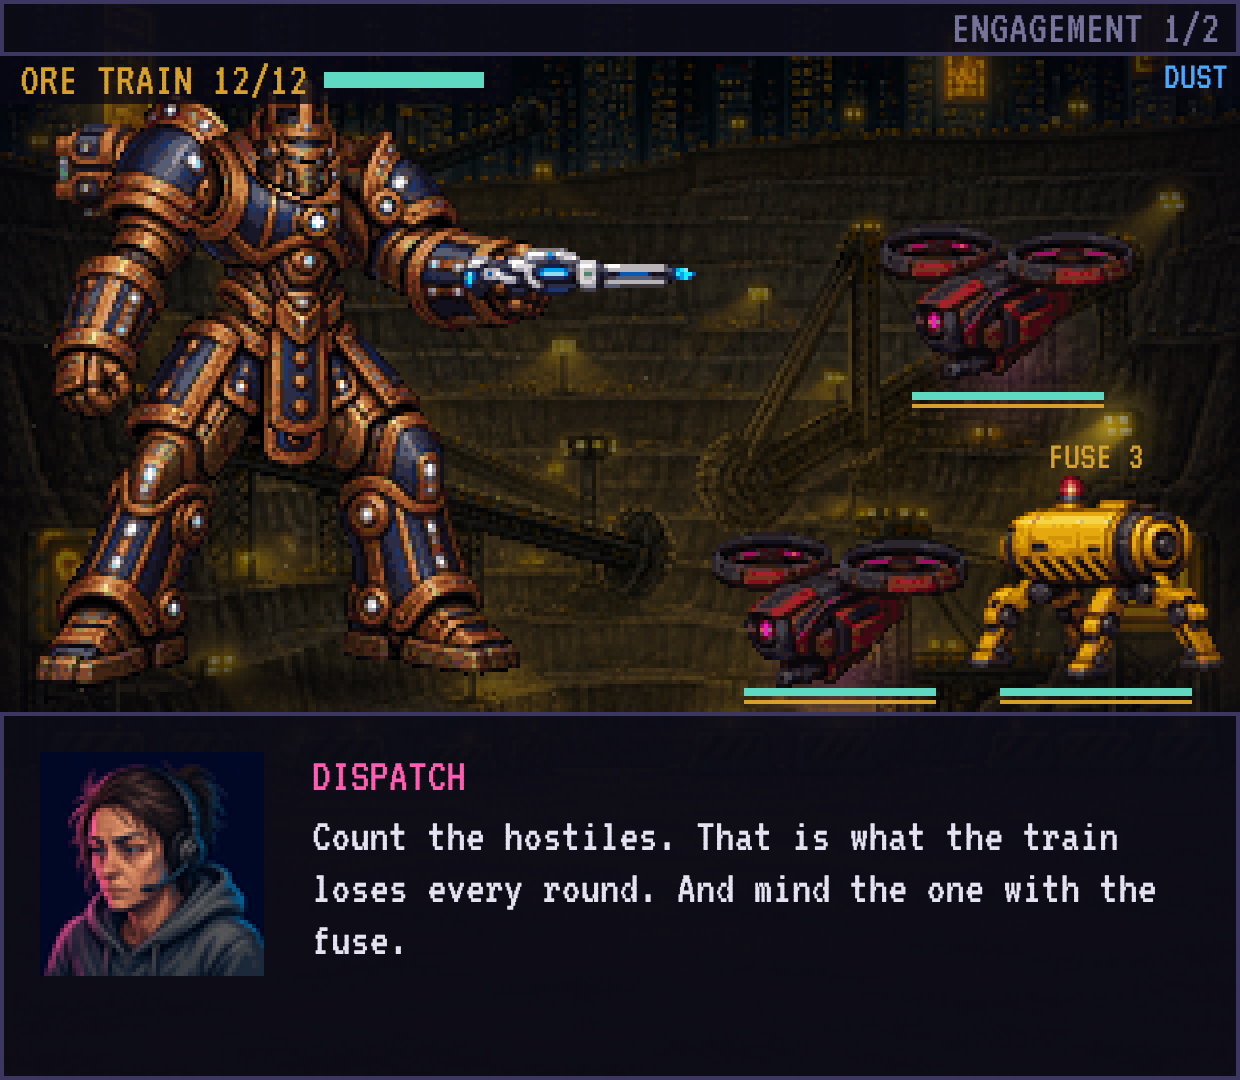 ENGAGEMENT 1/2
ORE TRAIN 12/12
DUST
FUSE 3
DISPATCH
Count the hostiles. That is what the train
loses every round. And mind the one with the
fuse.